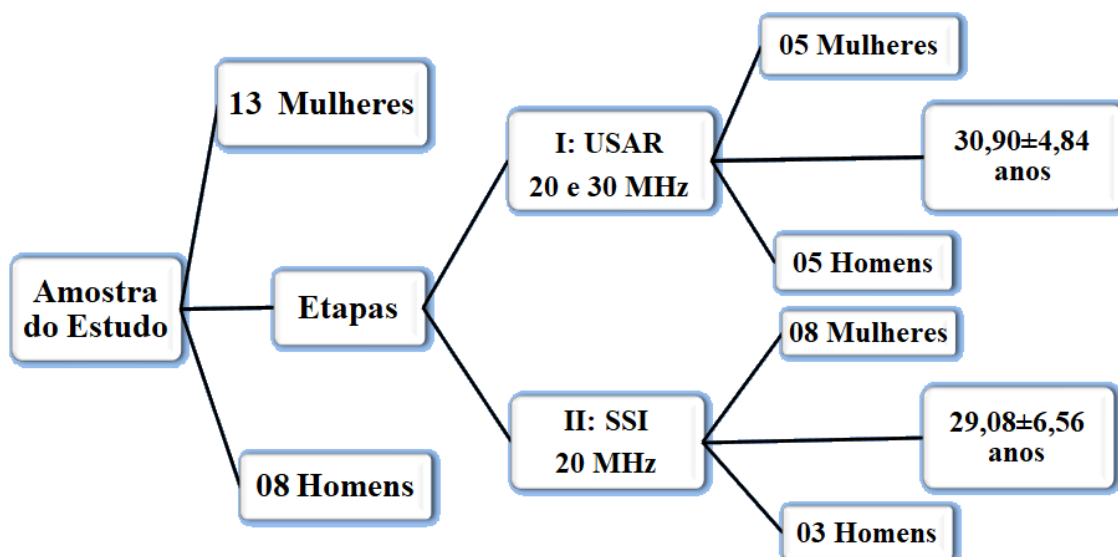 Amostra
do Estudo
13 Mulheres
Etapas
08 Homens
I: USAR
20 e 30 MHz
05 Mulheres
30,90±4,84
anos
05 Homens
II: SSI
20 MHz
08 Mulheres
29,08±6,56
anos
03 Homens